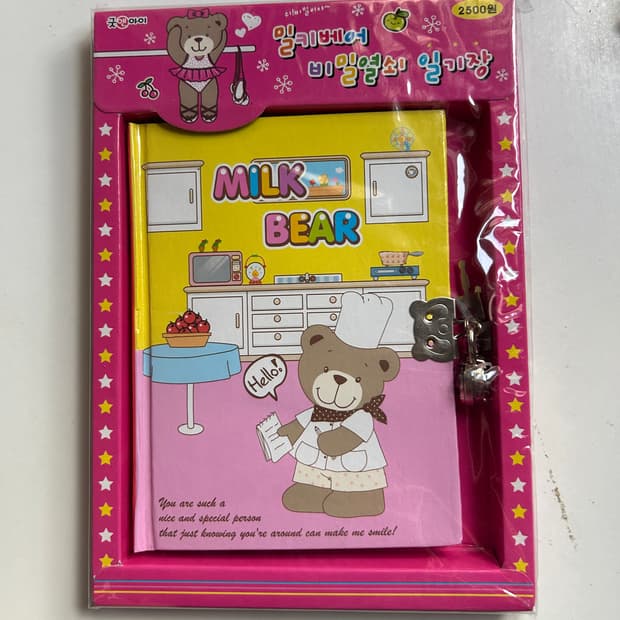 굿앤아이
2500원
밀키베어
비밀열쇠 일기장
MILK
BEAR
Hello!
You are such a
nice and special person
that just knowing you're around can make me smile!